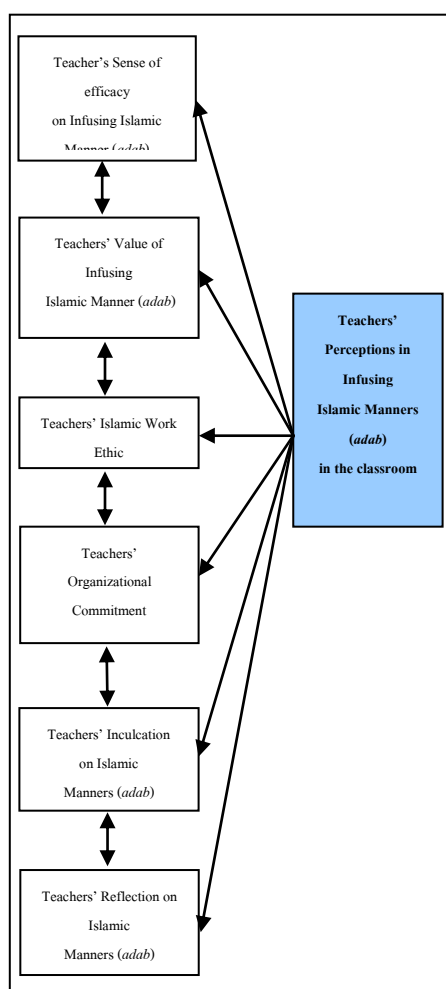 Teacher's Sense of
efficacy
on Infusing Islamic
Manner (adab)
Teachers' Value of
Infusing
Islamic Manner (adab)
Teachers' Islamic Work
Ethic
Teachers'
Organizational
Commitment
Teachers' Inculcation
on Islamic
Manners (adab)
Teachers' Reflection on
Islamic
Manners (adab)
Teachers'
Perceptions in
Infusing
Islamic Manners
(adab)
in the classroom